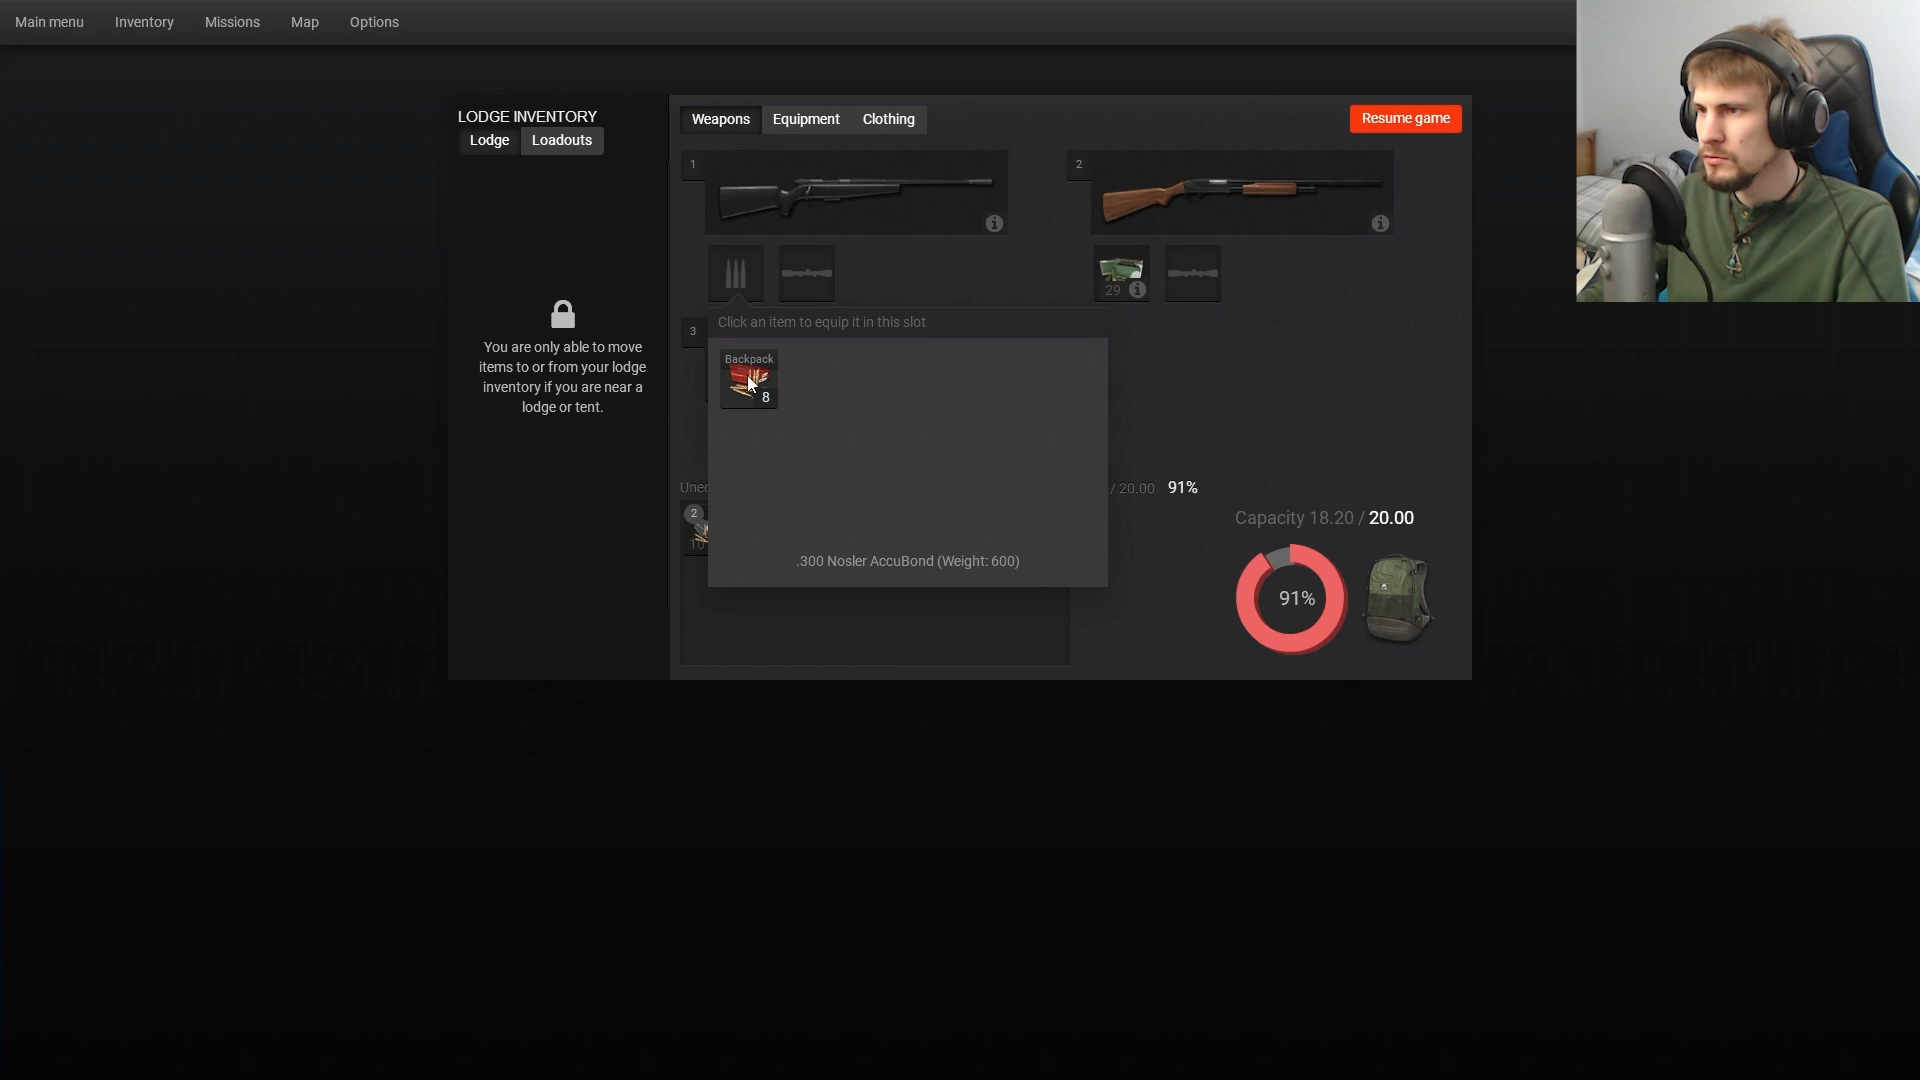 Main menu
Inventory
Missions
Map
Options
LODGE INVENTORY
Lodge
Loadouts
You are only able to move
items to or from your lodge
inventory if you are near a
lodge or tent.
Weapons
Equipment
Clothing
Resume game
1
2
29
Click an item to equip it in this slot
3
Backpack
8
.300 Nosler AccuBond (Weight: 600)
/ 20.00 91%
2
10
Capacity 18.20 / 20.00
91%